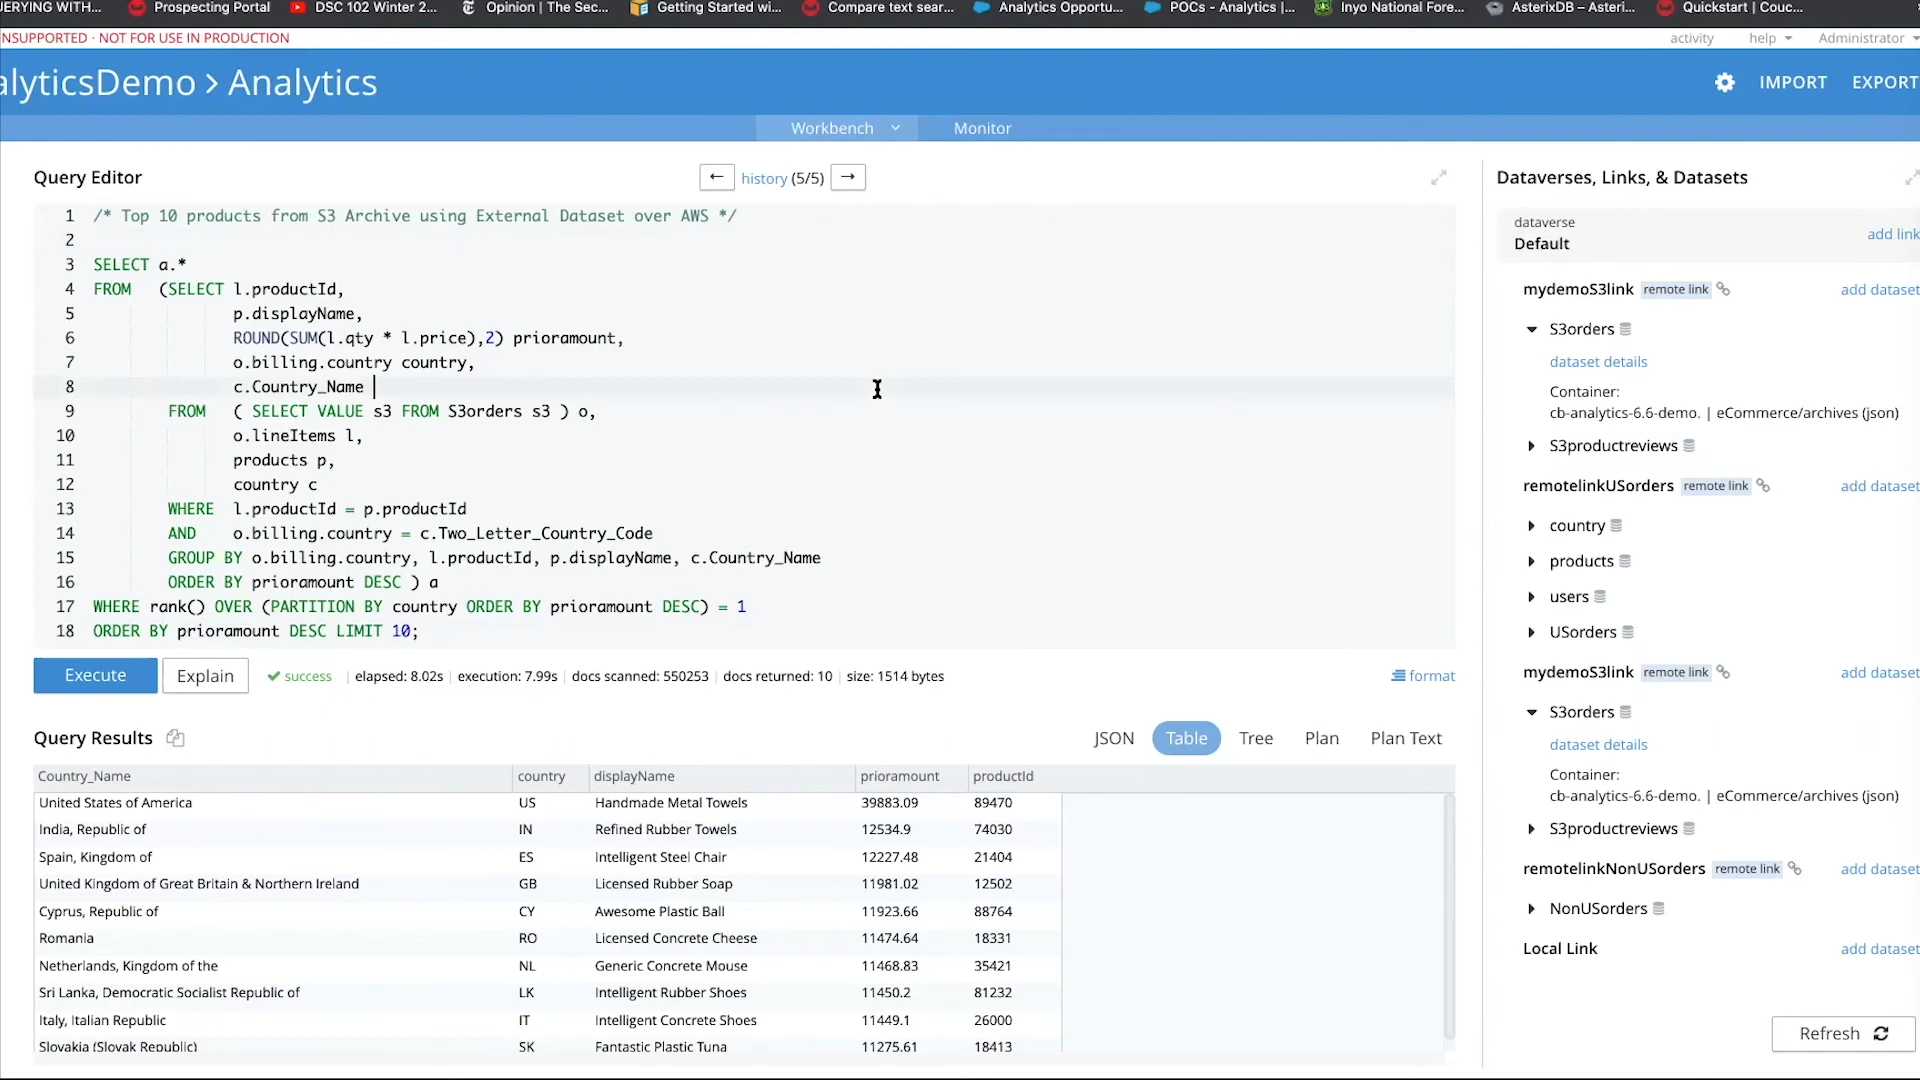 UERYING WITH... Prospecting Portal DSC 102 Winter 2... Opinion | The Sec... Getting Started wi... Compare text sear... Analytics Opportu... POCs - Analytics |... Inyo National Fore... AsterixDB – Asteri... Quickstart | Couc...
NSUPPORTED · NOT FOR USE IN PRODUCTION
activity help Administrator
alyticsDemo > Analytics
IMPORT EXPORT
Workbench Monitor
Query Editor
← history (5/5) →
1 /* Top 10 products from S3 Archive using External Dataset over AWS */
2
3 SELECT a.*
4 FROM (SELECT l.productId,
5 p.displayName,
6 ROUND(SUM(l.qty * l.price),2) prioramount,
7 o.billing.country country,
8 c.Country_Name
9 FROM ( SELECT VALUE s3 FROM S3orders s3 ) o,
10 o.lineItems l,
11 products p,
12 country c
13 WHERE l.productId = p.productId
14 AND o.billing.country = c.Two_Letter_Country_Code
15 GROUP BY o.billing.country, l.productId, p.displayName, c.Country_Name
16 ORDER BY prioramount DESC ) a
17 WHERE rank() OVER (PARTITION BY country ORDER BY prioramount DESC) = 1
18 ORDER BY prioramount DESC LIMIT 10;
Execute Explain success | elapsed: 8.02s | execution: 7.99s | docs scanned: 550253 | docs returned: 10 | size: 1514 bytes format
Query Results
JSON Table Tree Plan Plan Text
Country_Name country displayName prioramount productId
United States of America US Handmade Metal Towels 39883.09 89470
India, Republic of IN Refined Rubber Towels 12534.9 74030
Spain, Kingdom of ES Intelligent Steel Chair 12227.48 21404
United Kingdom of Great Britain & Northern Ireland GB Licensed Rubber Soap 11981.02 12502
Cyprus, Republic of CY Awesome Plastic Ball 11923.66 88764
Romania RO Licensed Concrete Cheese 11474.64 18331
Netherlands, Kingdom of the NL Generic Concrete Mouse 11468.83 35421
Sri Lanka, Democratic Socialist Republic of LK Intelligent Rubber Shoes 11450.2 81232
Italy, Italian Republic IT Intelligent Concrete Shoes 11449.1 26000
Slovakia (Slovak Republic) SK Fantastic Plastic Tuna 11275.61 18413
Dataverses, Links, & Datasets
dataverse
Default add link
mydemoS3link remote link add dataset
S3orders
dataset details
Container:
cb-analytics-6.6-demo. | eCommerce/archives (json)
S3productreviews
remotelinkUSorders remote link add dataset
country
products
users
USorders
mydemoS3link remote link add dataset
S3orders
dataset details
Container:
cb-analytics-6.6-demo. | eCommerce/archives (json)
S3productreviews
remotelinkNonUSorders remote link add dataset
NonUSorders
Local Link add dataset
Refresh